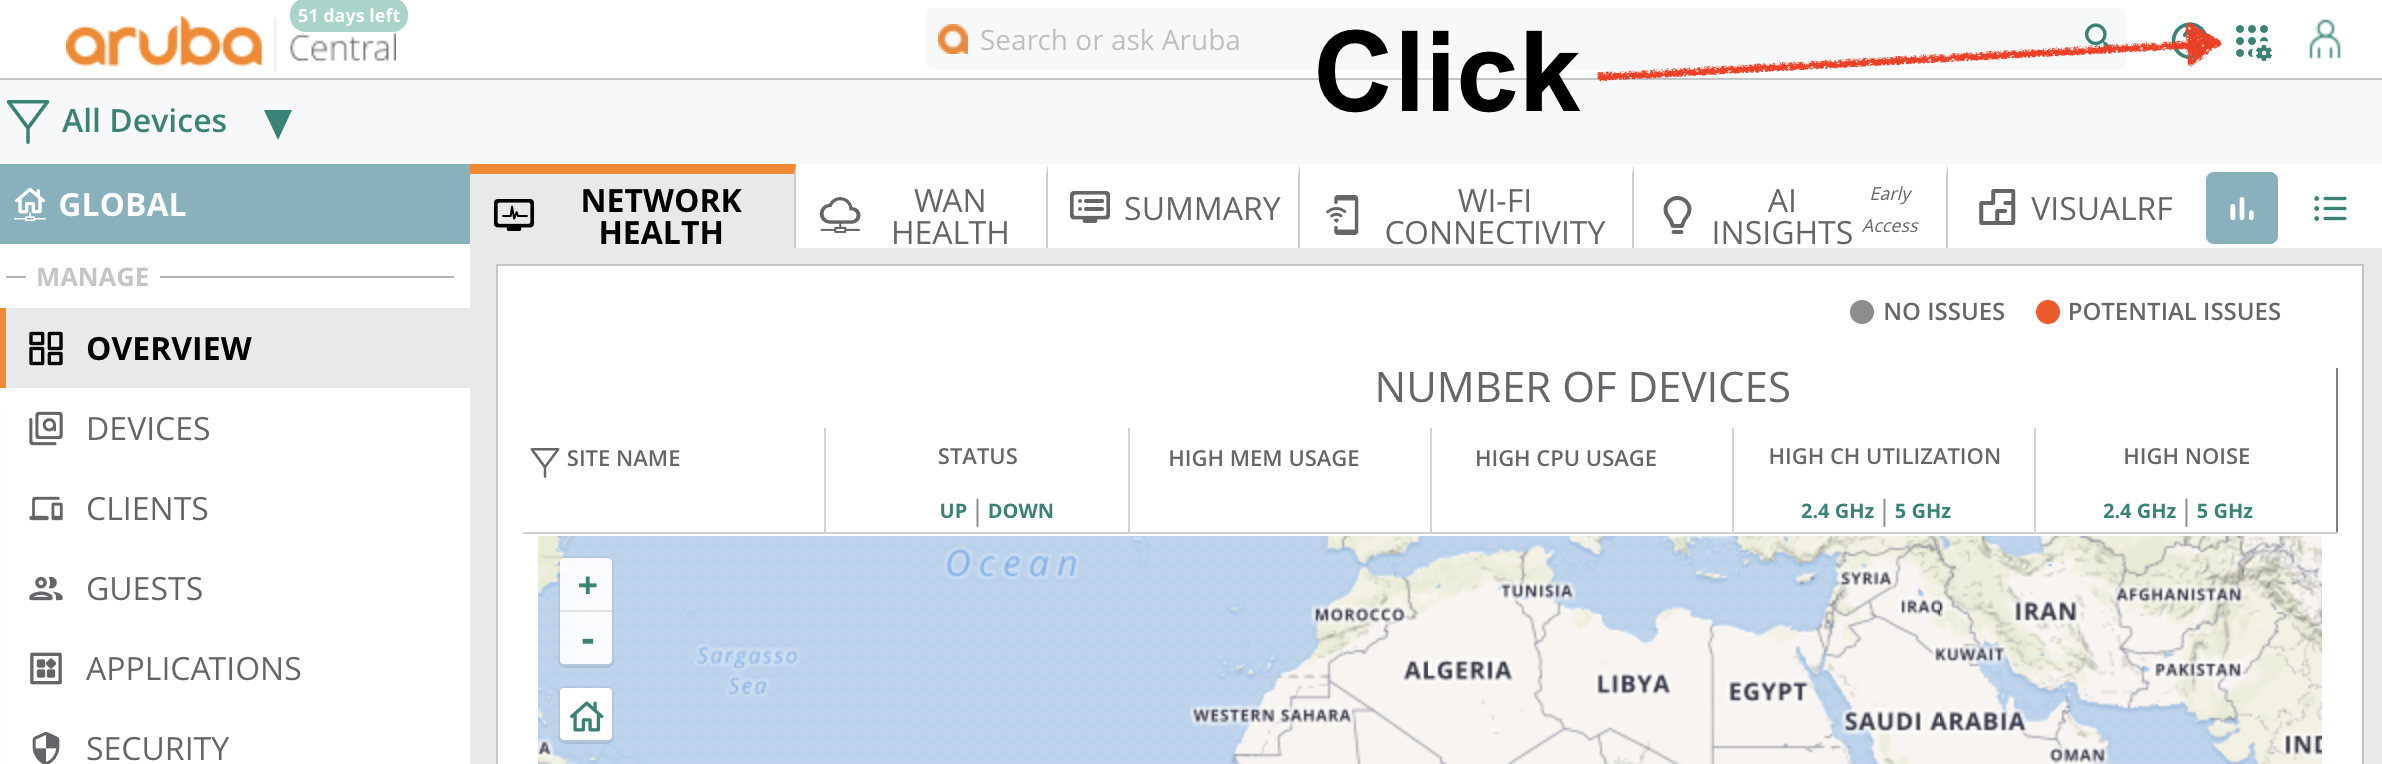 51 days left
aruba Central
Search or ask Aruba
Click
All Devices
GLOBAL
NETWORK
HEALTH
WAN
HEALTH
SUMMARY
WI-FI
CONNECTIVITY
AI
INSIGHTS
Early
Access
VISUALRF
MANAGE
OVERVIEW
DEVICES
CLIENTS
GUESTS
APPLICATIONS
SECURITY
NO ISSUES
POTENTIAL ISSUES
NUMBER OF DEVICES
SITE NAME
STATUS
HIGH MEM USAGE
HIGH CPU USAGE
HIGH CH UTILIZATION
HIGH NOISE
UP | DOWN
2.4 GHz | 5 GHz
2.4 GHz | 5 GHz
+
-
Ocean
Sargasso
Sea
MOROCCO
TUNISIA
SYRIA
IRAQ
IRAN
AFGHANISTAN
ALGERIA
LIBYA
EGYPT
KUWAIT
PAKISTAN
WESTERN SAHARA
SAUDI ARABIA
OMAN
IND
A